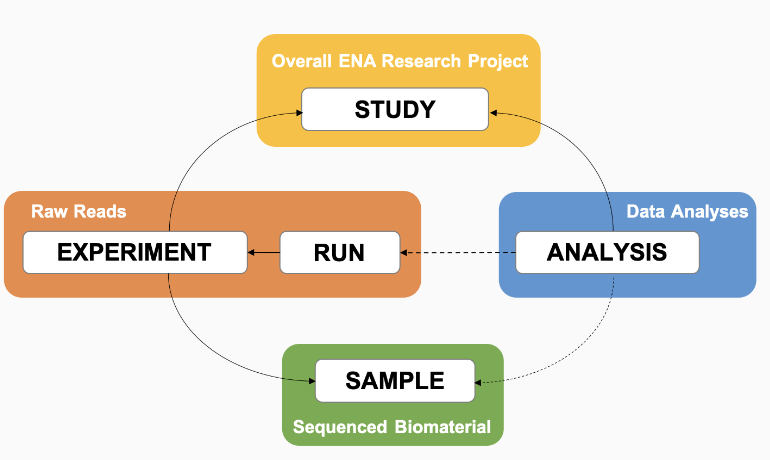 Overall ENA Research Project
STUDY
Raw Reads
EXPERIMENT
RUN
Data Analyses
ANALYSIS
SAMPLE
Sequenced Biomaterial